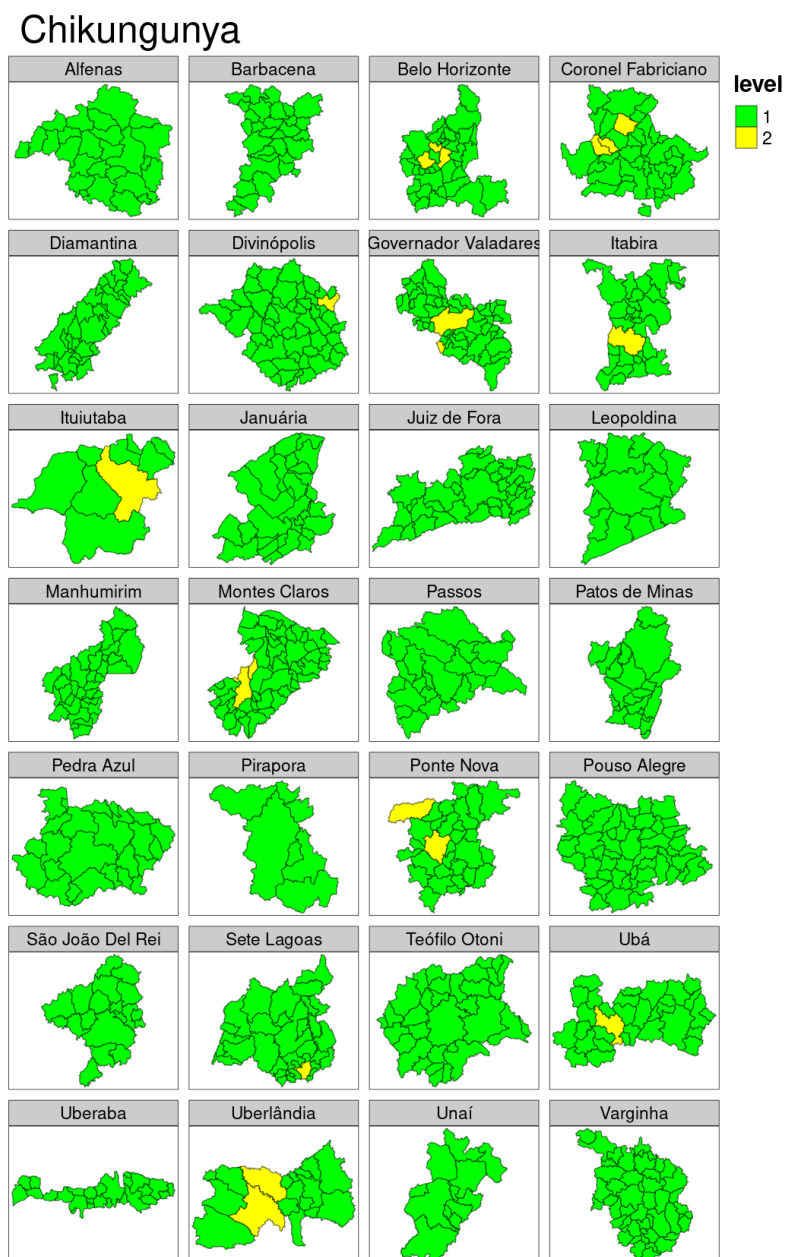 Chikungunya
Alfenas
Barbacena
Belo Horizonte
Coronel Fabriciano
level
1
2
Diamantina
Divinópolis
Governador Valadares
Itabira
Ituiutaba
Januária
Juiz de Fora
Leopoldina
Manhumirim
Montes Claros
Passos
Patos de Minas
Pedra Azul
Pirapora
Ponte Nova
Pouso Alegre
São João Del Rei
Sete Lagoas
Teófilo Otoni
Ubá
Uberaba
Uberlândia
Unaí
Varginha